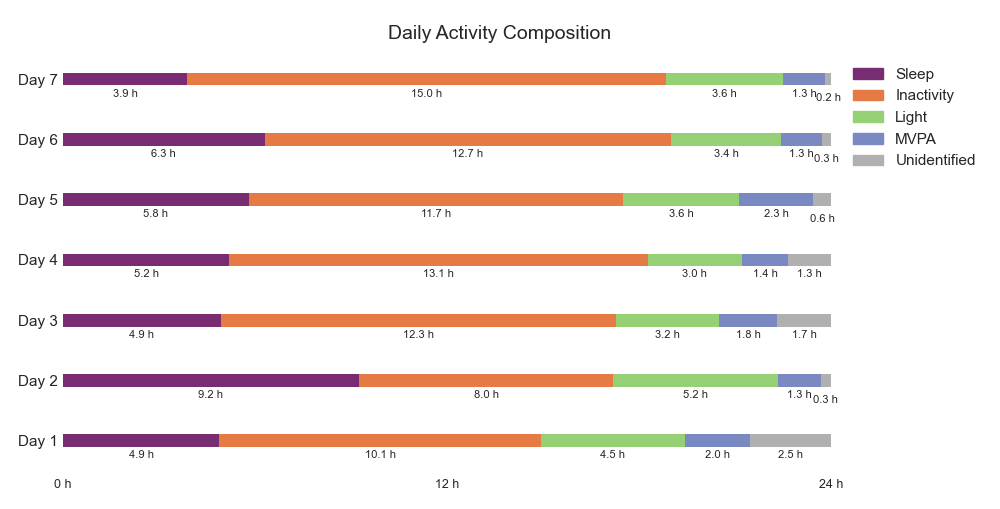 Daily Activity Composition
Day 7
3.9 h 15.0 h 3.6 h 1.3 h 0.2 h
Day 6
6.3 h 12.7 h 3.4 h 1.3 h 0.3 h
Day 5
5.8 h 11.7 h 3.6 h 2.3 h 0.6 h
Day 4
5.2 h 13.1 h 3.0 h 1.4 h 1.3 h
Day 3
4.9 h 12.3 h 3.2 h 1.8 h 1.7 h
Day 2
9.2 h 8.0 h 5.2 h 1.3 h 0.3 h
Day 1
4.9 h 10.1 h 4.5 h 2.0 h 2.5 h
0 h 12 h 24 h
Sleep
Inactivity
Light
MVPA
Unidentified